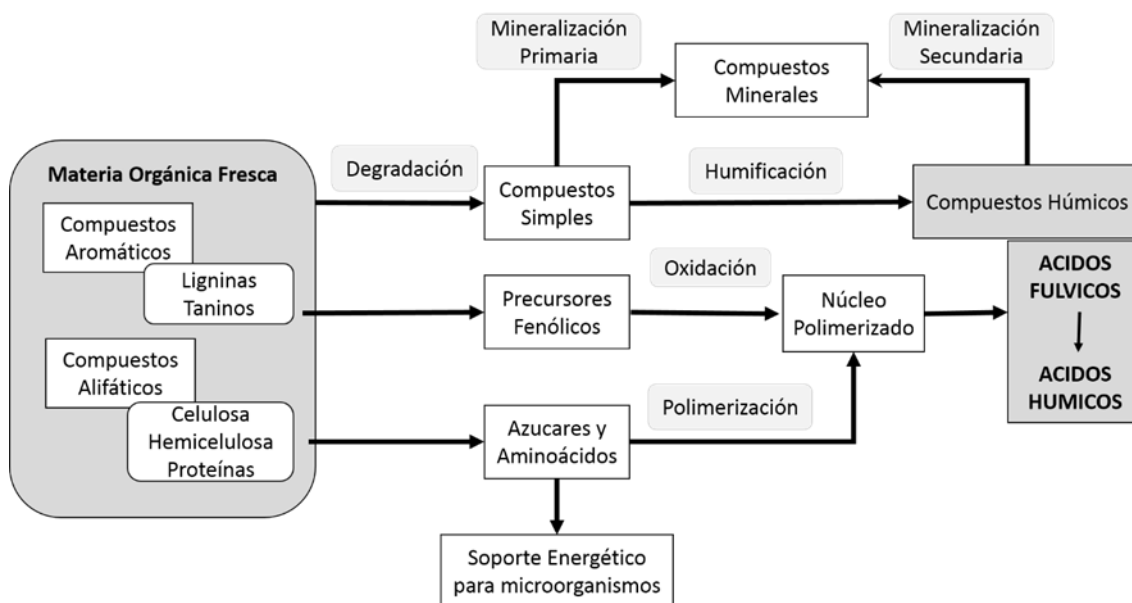 Mineralización
Primaria
Mineralización
Secundaria
Compuestos
Minerales
Materia Orgánica Fresca
Degradación
Compuestos
Simples
Humificación
Compuestos Húmicos
Compuestos
Aromáticos
Ligninas
Taninos
Precursores
Fenólicos
Oxidación
Núcleo
Polimerizado
ACIDOS
FULVICOS
ACIDOS
HUMICOS
Compuestos
Alifáticos
Celulosa
Hemicelulosa
Proteínas
Azucares y
Aminoácidos
Polimerización
Soporte Energético
para microorganismos